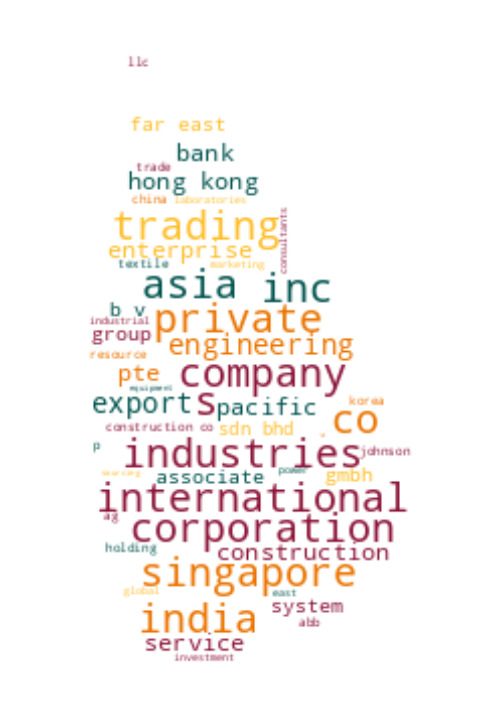 llc
far east
bank
trade
hong kong
china laboratories
trading
consultants
enterprise
textile marketing
asia inc
b v
private
industrial
group
engineering
resource
pte company
equipment
exports pacific
korea
co
construction co sdn bhd
p
industries johnson
sourcing
associate power gmbh
international
ag
corporation
holding construction
singapore
global east
india system
abb
service
investment